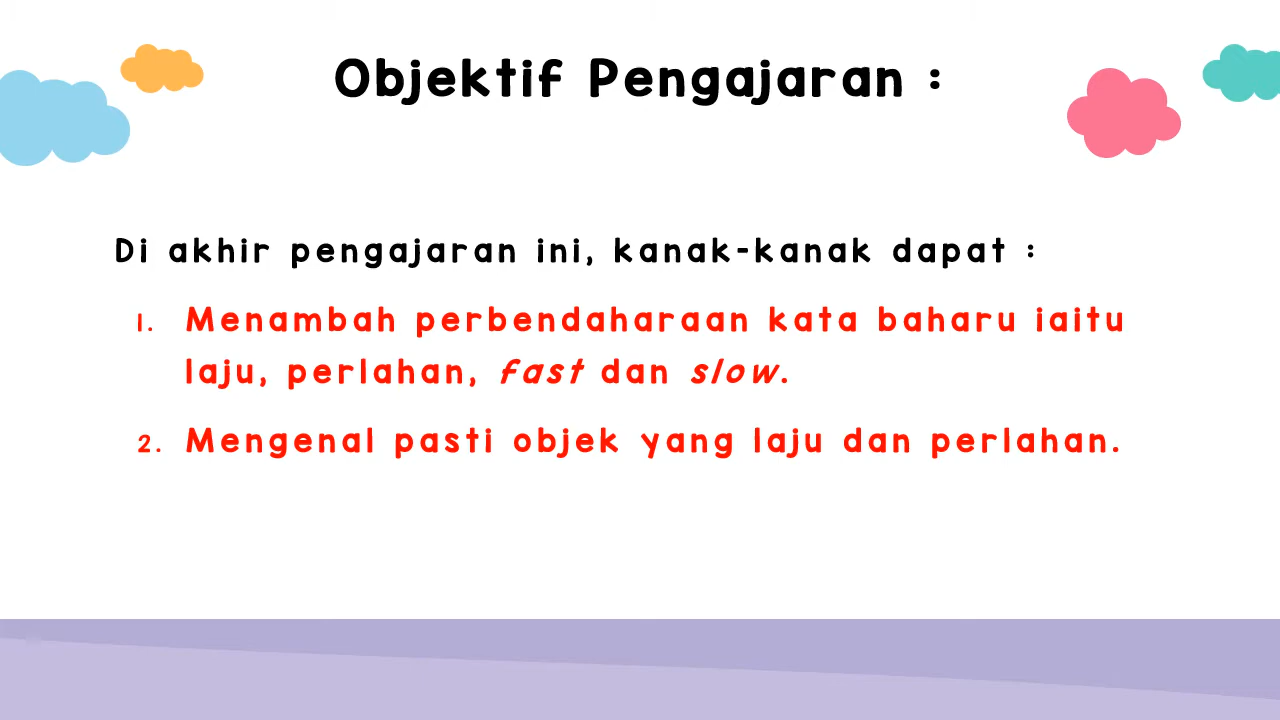 Objektif Pengajaran :
Di akhir pengajaran ini, kanak-kanak dapat :
1. Menambah perbendaharaan kata baharu iaitu
laju, perlahan, fast dan slow.
2. Mengenal pasti objek yang laju dan perlahan.